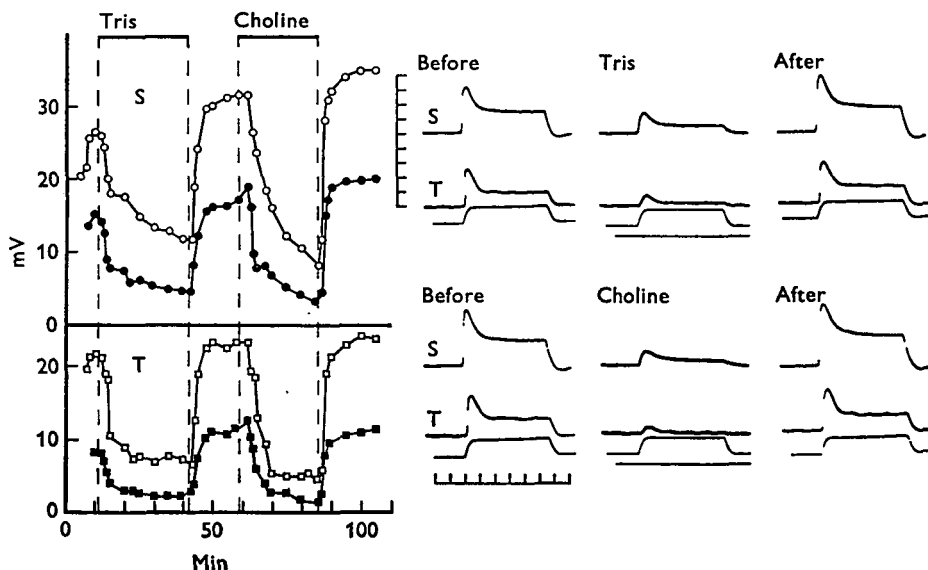 Tris
Choline
S
30
20
10
0
mV
T
20
10
0
0
50
100
Min
Before
Tris
After
S
T
Before
Choline
After
S
T